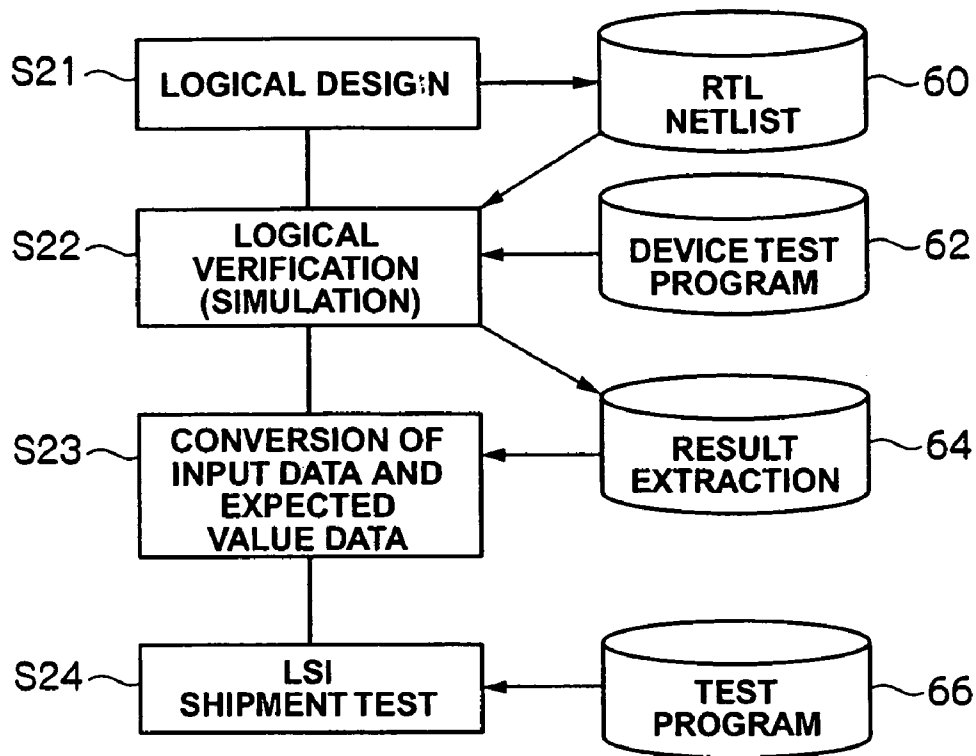 S21
LOGICAL DESIGN
RTL
NETLIST
60
S22
LOGICAL
VERIFICATION
(SIMULATION)
DEVICE TEST
PROGRAM
62
S23
CONVERSION OF
INPUT DATA AND
EXPECTED
VALUE DATA
RESULT
EXTRACTION
64
S24
LSI
SHIPMENT TEST
TEST
PROGRAM
66